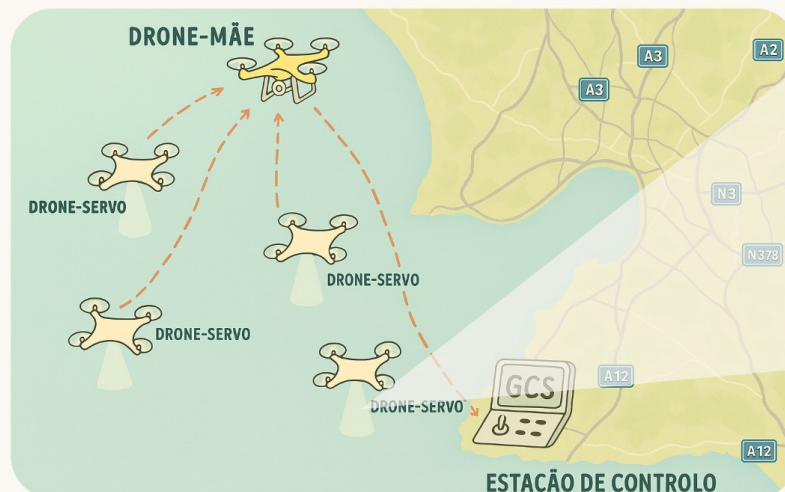 DRONE-MÃE
A3
A2
A3
DRONE-SERVO
N3
N378
DRONE-SERVO
DRONE-SERVO
A12
GCS
DRONE-SERVO
A12
ESTAÇÃO DE CONTROLO